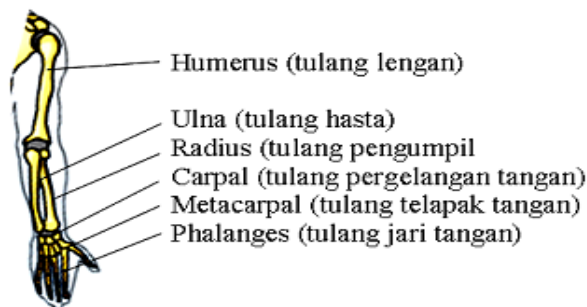 Humerus (tulang lengan)
Ulna (tulang hasta)
Radius (tulang pengumpil
Carpal (tulang pergelangan tangan)
Metacarpal (tulang telapak tangan)
Phalanges (tulang jari tangan)